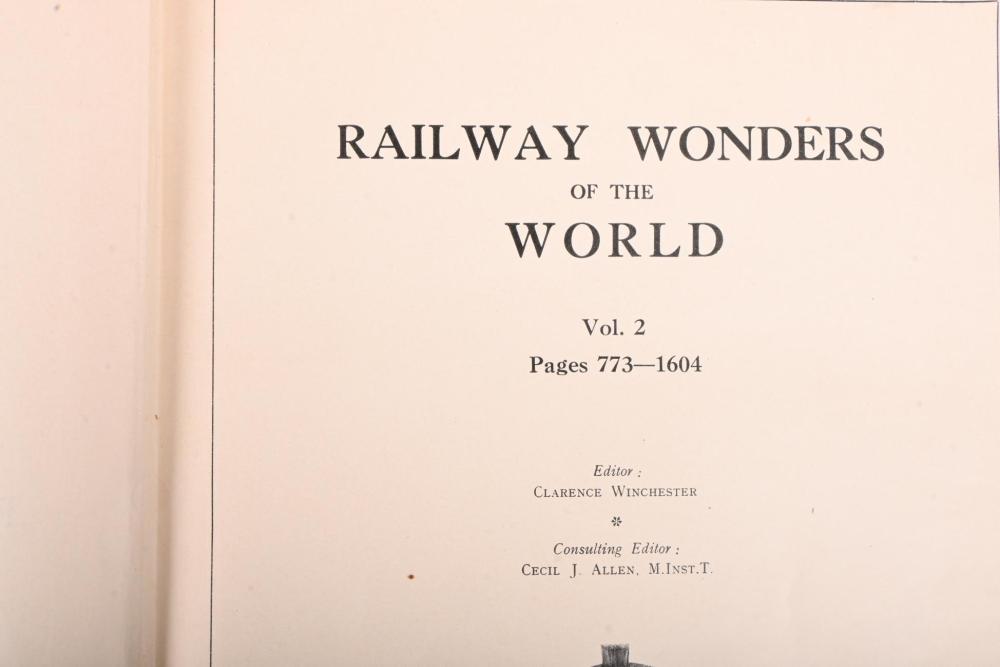 RAILWAY WONDERS
OF THE
WORLD
Vol. 2
Pages 773—1604
Editor :
CLARENCE WINCHESTER
Consulting Editor :
CECIL J. ALLEN, M.INST.T.